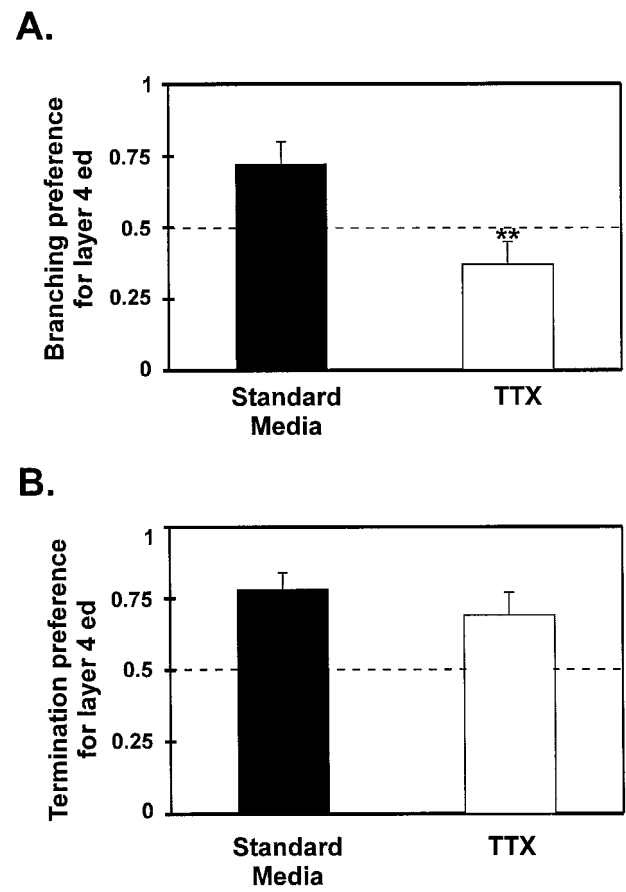 A.
Branching preference
for layer 4 ed
1
0.75
0.5
0.25
0
**
Standard
Media
TTX
B.
Termination preference
for layer 4 ed
1
0.75
0.5
0.25
0
Standard
Media
TTX